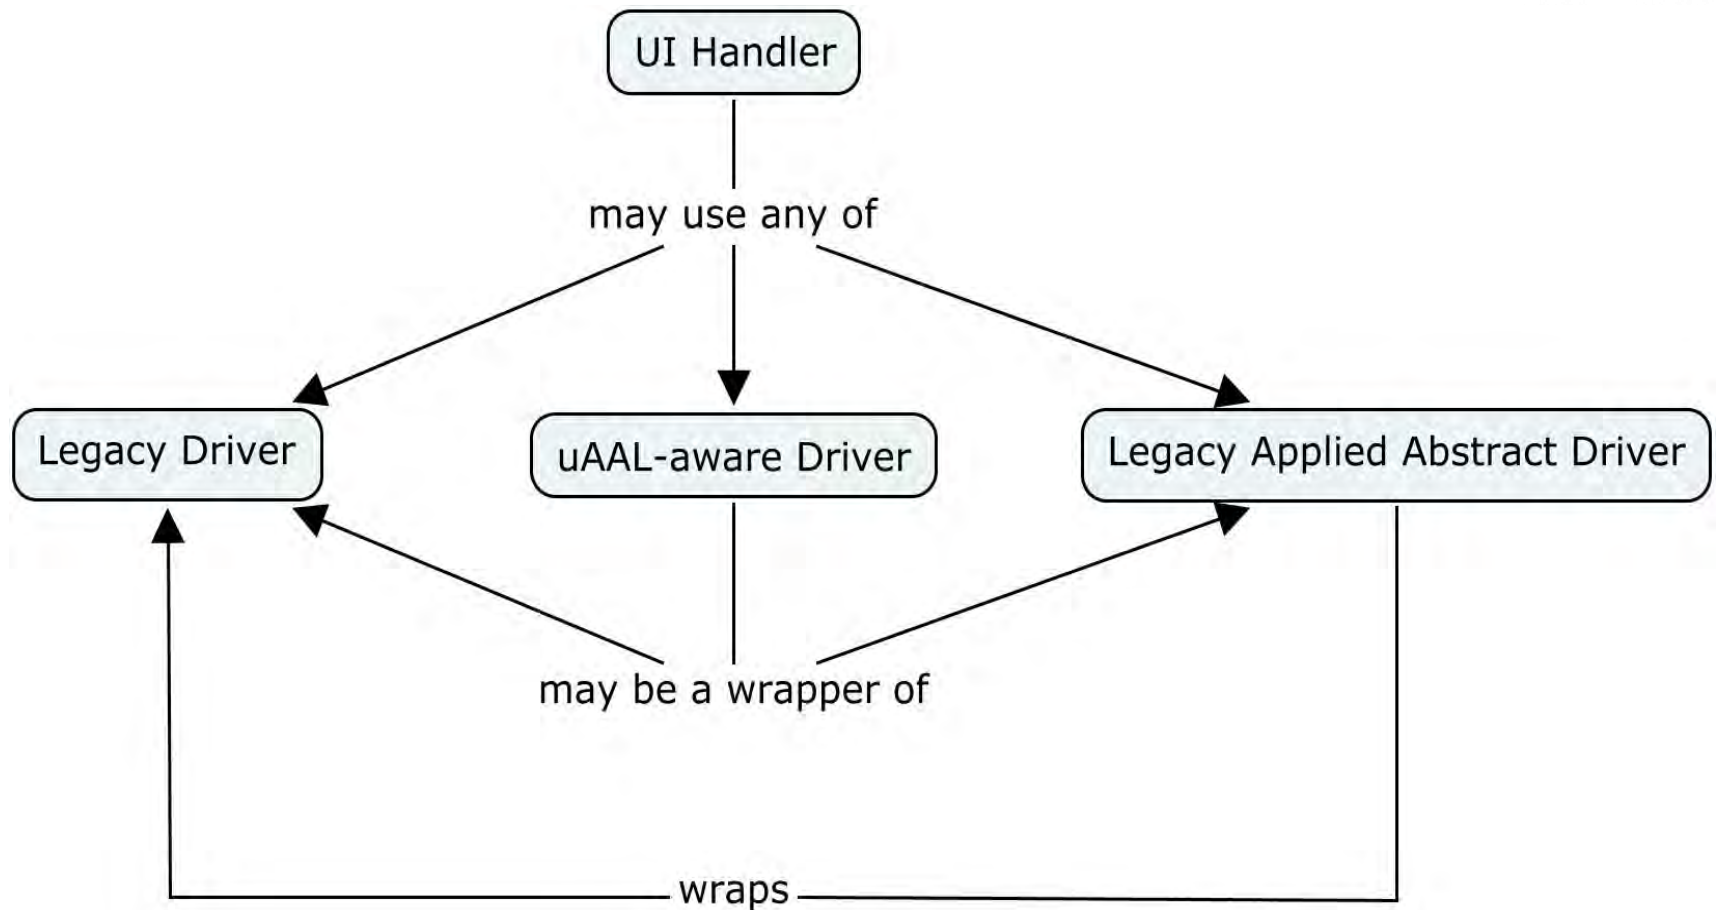 UI Handler
may use any of
Legacy Driver
uAAL-aware Driver
Legacy Applied Abstract Driver
may be a wrapper of
wraps